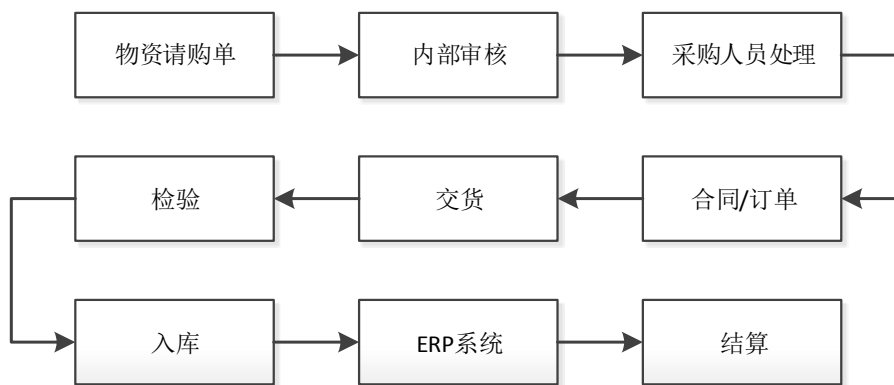 物资请购单
内部审核
采购人员处理
检验
交货
合同/订单
入库
ERP系统
结算